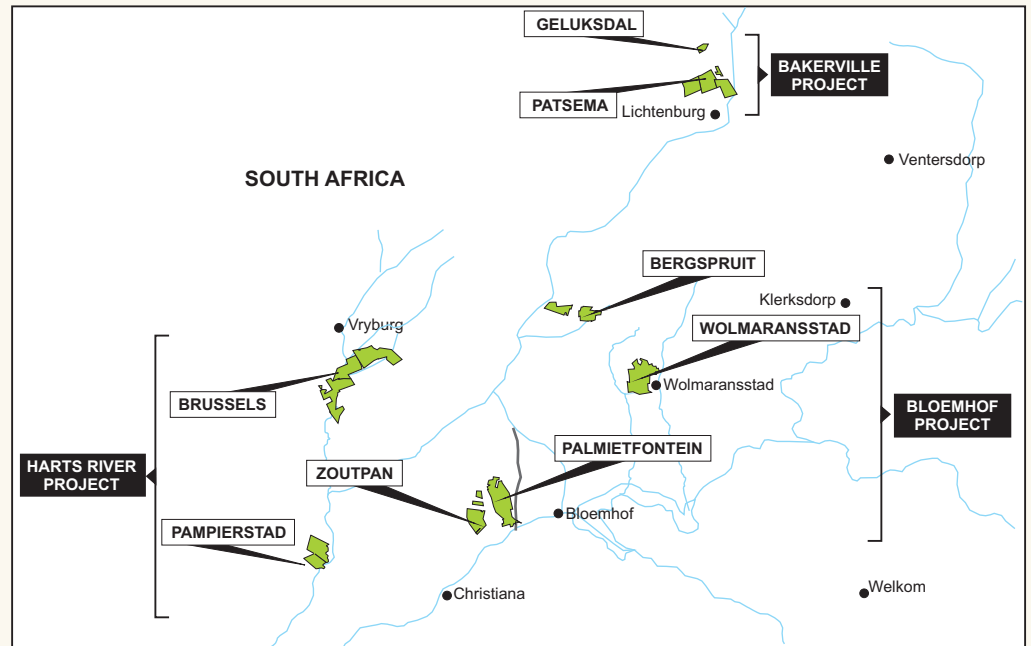 GELUKSDAL
BAKERVILLE
PROJECT
PATSEMA
Lichtenburg
Ventersdorp
SOUTH AFRICA
BERGSPRUIT
Klerksdorp
Vryburg
WOLMARANSSTAD
Wolmaransstad
BRUSSELS
BLOEMHOF
PROJECT
HARTS RIVER
PROJECT
ZOUTPAN
PALMIETFONTEIN
Bloemhof
PAMPIERSTAD
Christiana
Welkom